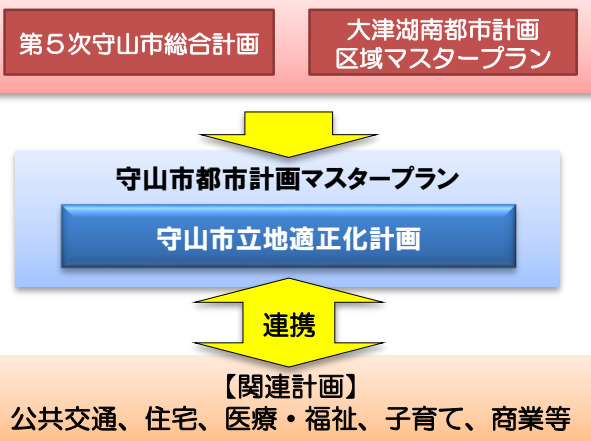 第５次守山市総合計画
大津湖南都市計画
区域マスタープラン
守山市都市計画マスタープラン
守山市立地適正化計画
連携
【関連計画】
公共交通、住宅、医療・福祉、子育て、商業等